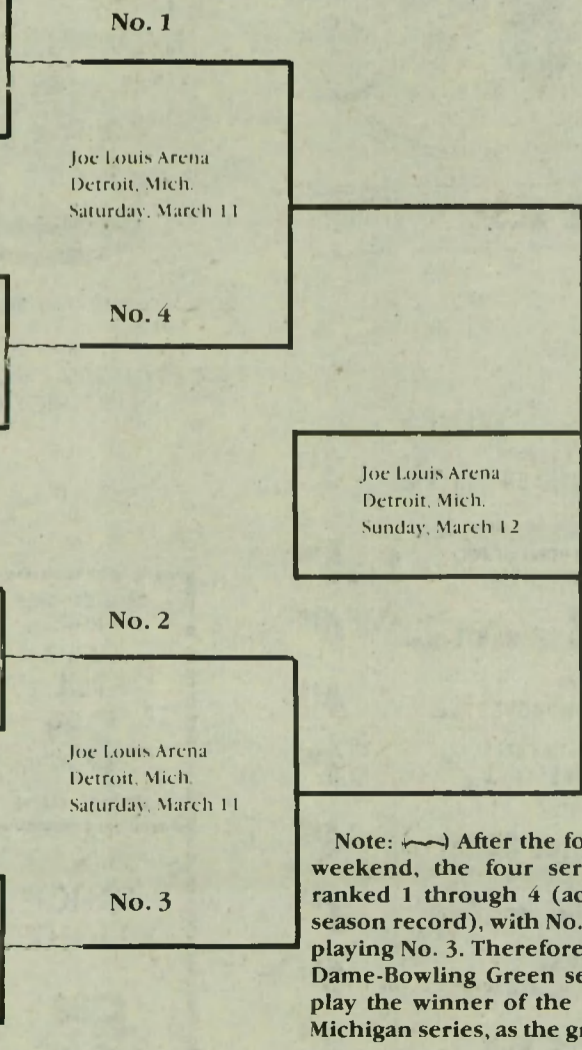 No. 1
Joe Louis Arena
Detroit, Mich.
Saturday, March 11
No. 4
Joe Louis Arena
Detroit, Mich.
Sunday, March 12
No. 2
Joe Louis Arena
Detroit, Mich.
Saturday, March 11
No. 3
Note: After the fo
weekend, the four ser
ranked 1 through 4 (ac
season record), with No.
playing No. 3. Therefore
Dame-Bowling Green se
play the winner of the
Michigan series, as the gr